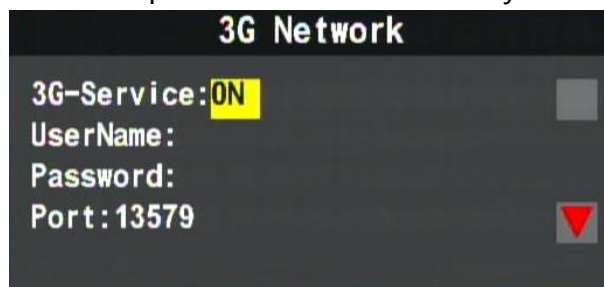 3G Network
3G-Service:ON
UserName:
Password:
Port:13579